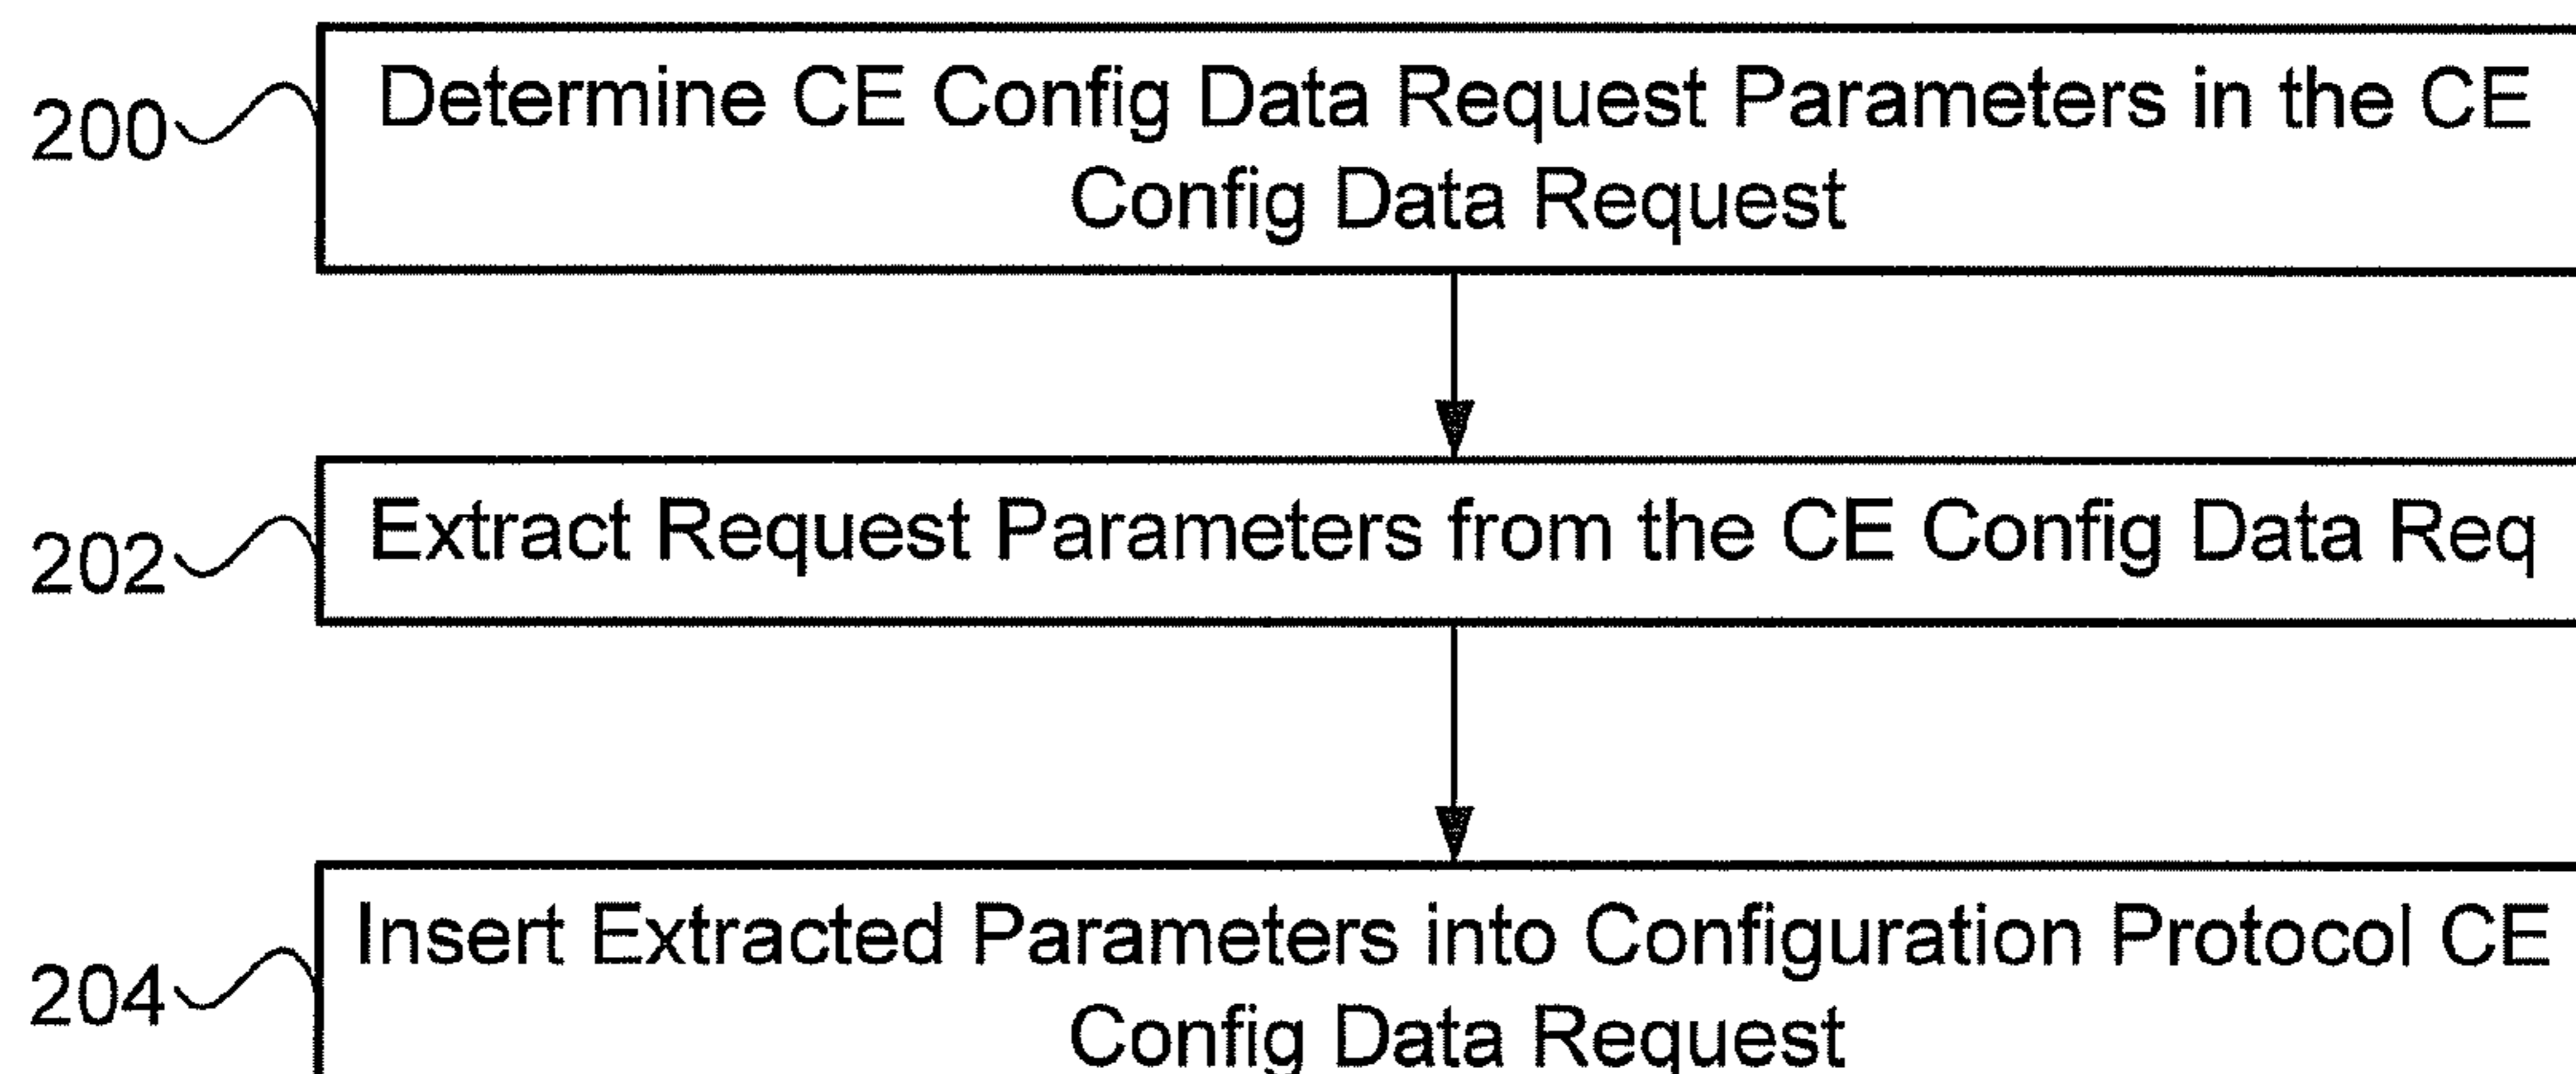 200 Determine CE Config Data Request Parameters in the CE
Config Data Request
202 Extract Request Parameters from the CE Config Data Req
204 Insert Extracted Parameters into Configuration Protocol CE
Config Data Request